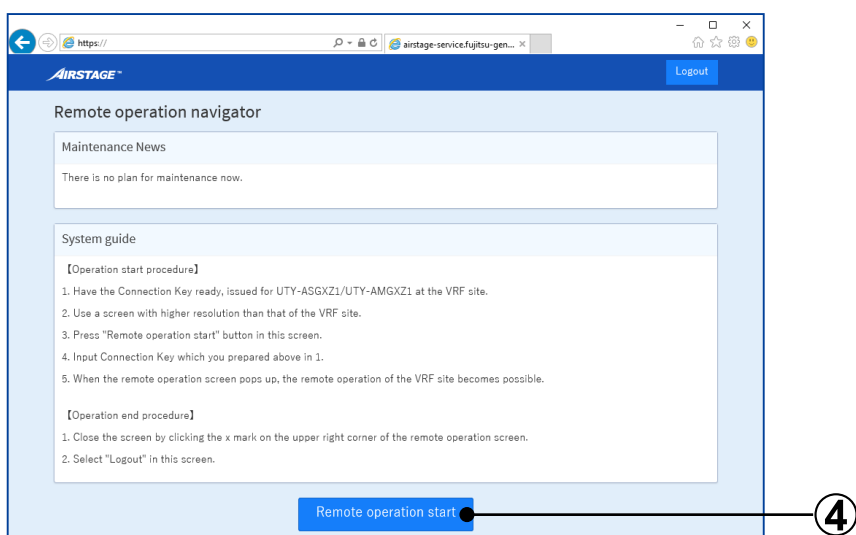 https://
airstage-service.fujitsu-gen...
AIRSTAGE™
Logout
Remote operation navigator
Maintenance News
There is no plan for maintenance now.
System guide
【Operation start procedure】
1. Have the Connection Key ready, issued for UTY-ASGXZ1/UTY-AMGXZ1 at the VRF site.
2. Use a screen with higher resolution than that of the VRF site.
3. Press "Remote operation start" button in this screen.
4. Input Connection Key which you prepared above in 1.
5. When the remote operation screen pops up, the remote operation of the VRF site becomes possible.
【Operation end procedure】
1. Close the screen by clicking the x mark on the upper right corner of the remote operation screen.
2. Select "Logout" in this screen.
Remote operation start
④